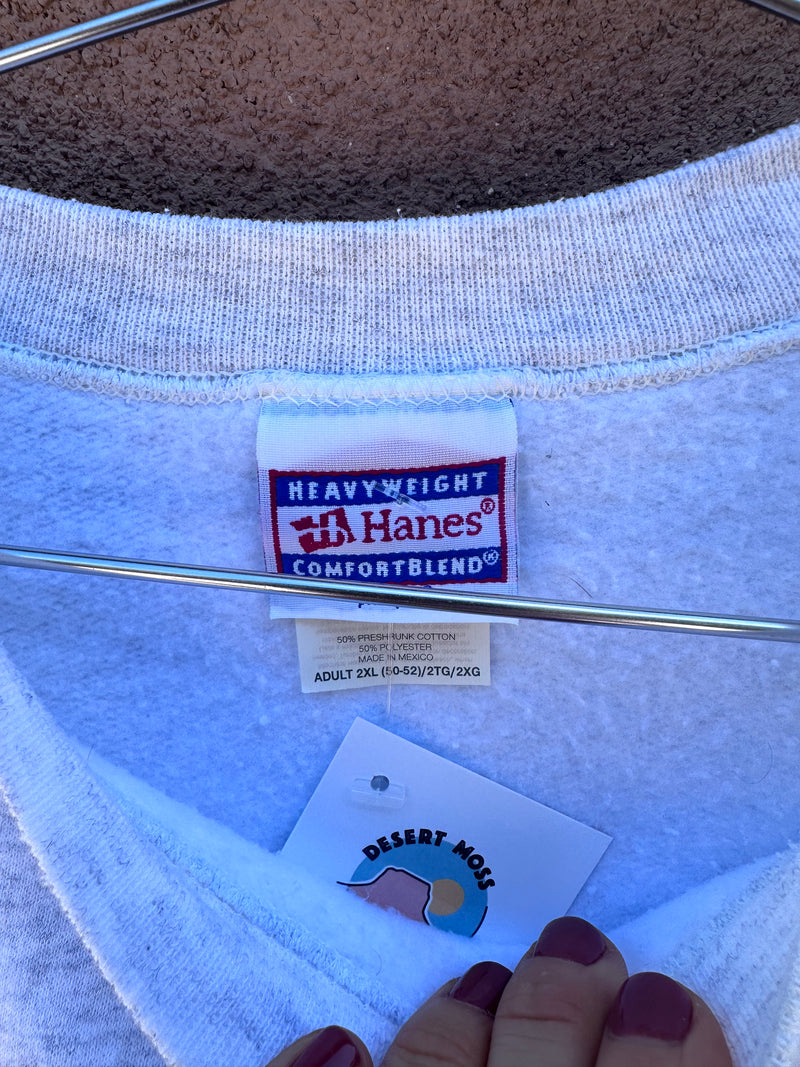 HEAVYWEIGHT
Hanes®
COMFORTBLEND®
50% PRESHRUNK COTTON
50% POLYESTER
MADE IN MEXICO
ADULT 2XL (50-52)/2TG/2XG
DESERT MOSS